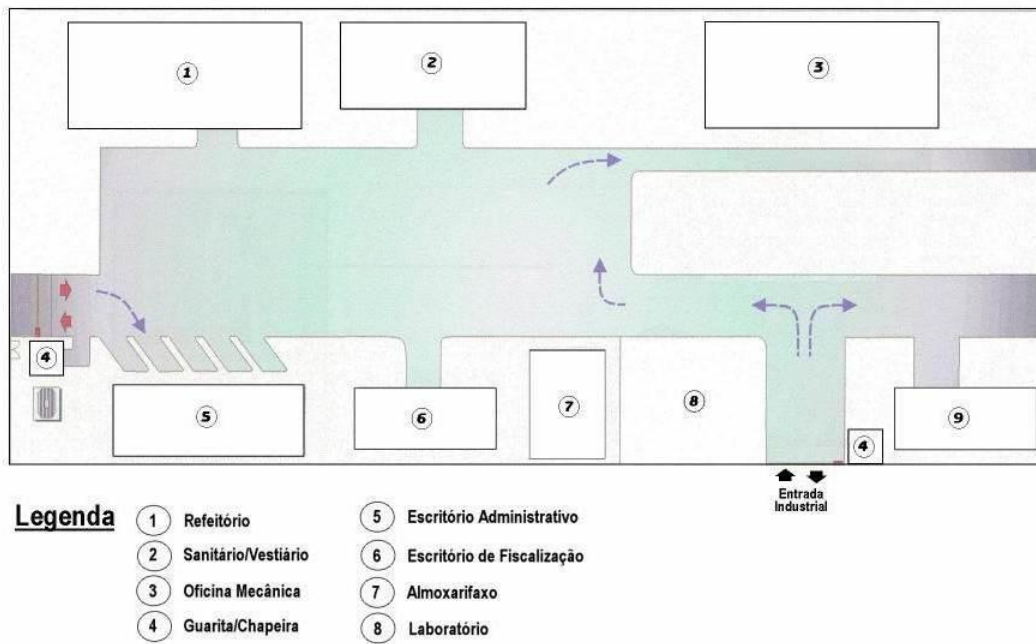 1
2
3
4
5
6
7
8
4
9
Entrada
Industrial
Legenda
1 Refeitório
2 Sanitário/Vestiário
3 Oficina Mecânica
4 Guarita/Chapeira
5 Escritório Administrativo
6 Escritório de Fiscalização
7 Almoxarifaxo
8 Laboratório